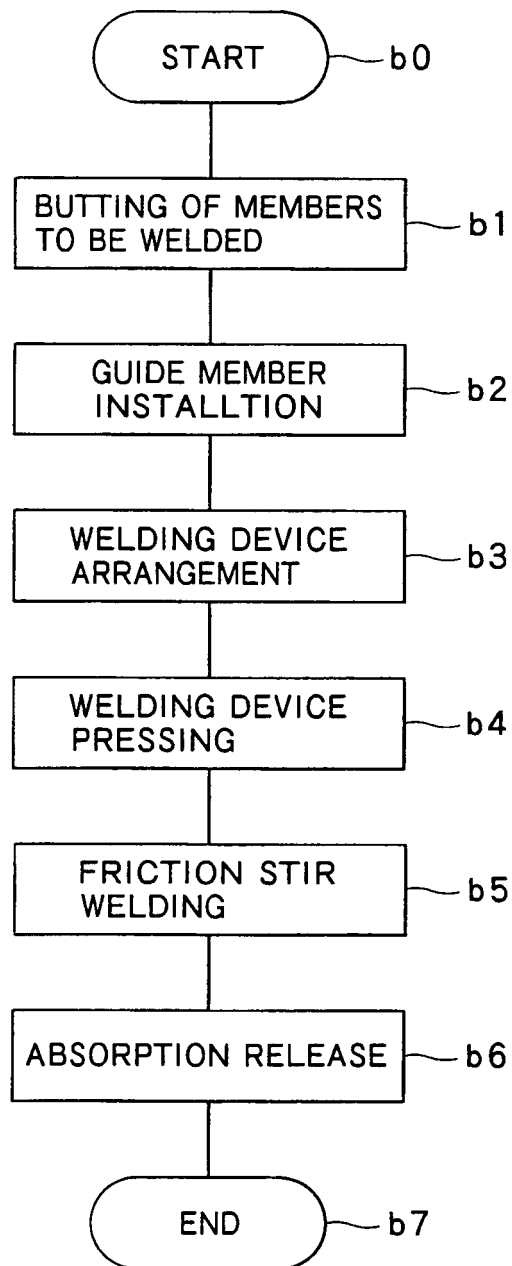 START
b0
BUTTING OF MEMBERS
TO BE WELDED
b1
GUIDE MEMBER
INSTALLTION
b2
WELDING DEVICE
ARRANGEMENT
b3
WELDING DEVICE
PRESSING
b4
FRICTION STIR
WELDING
b5
ABSORPTION RELEASE
b6
END
b7